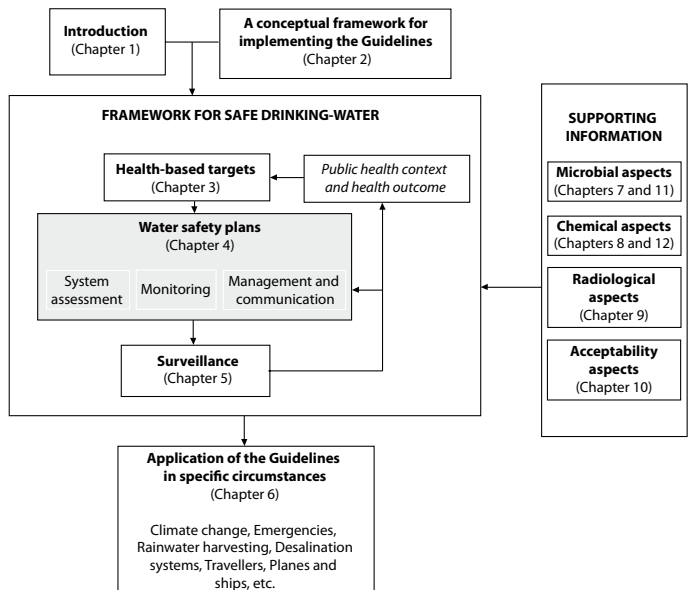 Introduction
(Chapter 1)
A conceptual framework for
implementing the Guidelines
(Chapter 2)
FRAMEWORK FOR SAFE DRINKING-WATER
Health-based targets
(Chapter 3)
Public health context
and health outcome
Water safety plans
(Chapter 4)
System
assessment
Monitoring
Management and
communication
Surveillance
(Chapter 5)
SUPPORTING
INFORMATION
Microbial aspects
(Chapters 7 and 11)
Chemical aspects
(Chapters 8 and 12)
Radiological
aspects
(Chapter 9)
Acceptability
aspects
(Chapter 10)
Application of the Guidelines
in specific circumstances
(Chapter 6)
Climate change, Emergencies,
Rainwater harvesting, Desalination
systems, Travellers, Planes and
ships, etc.